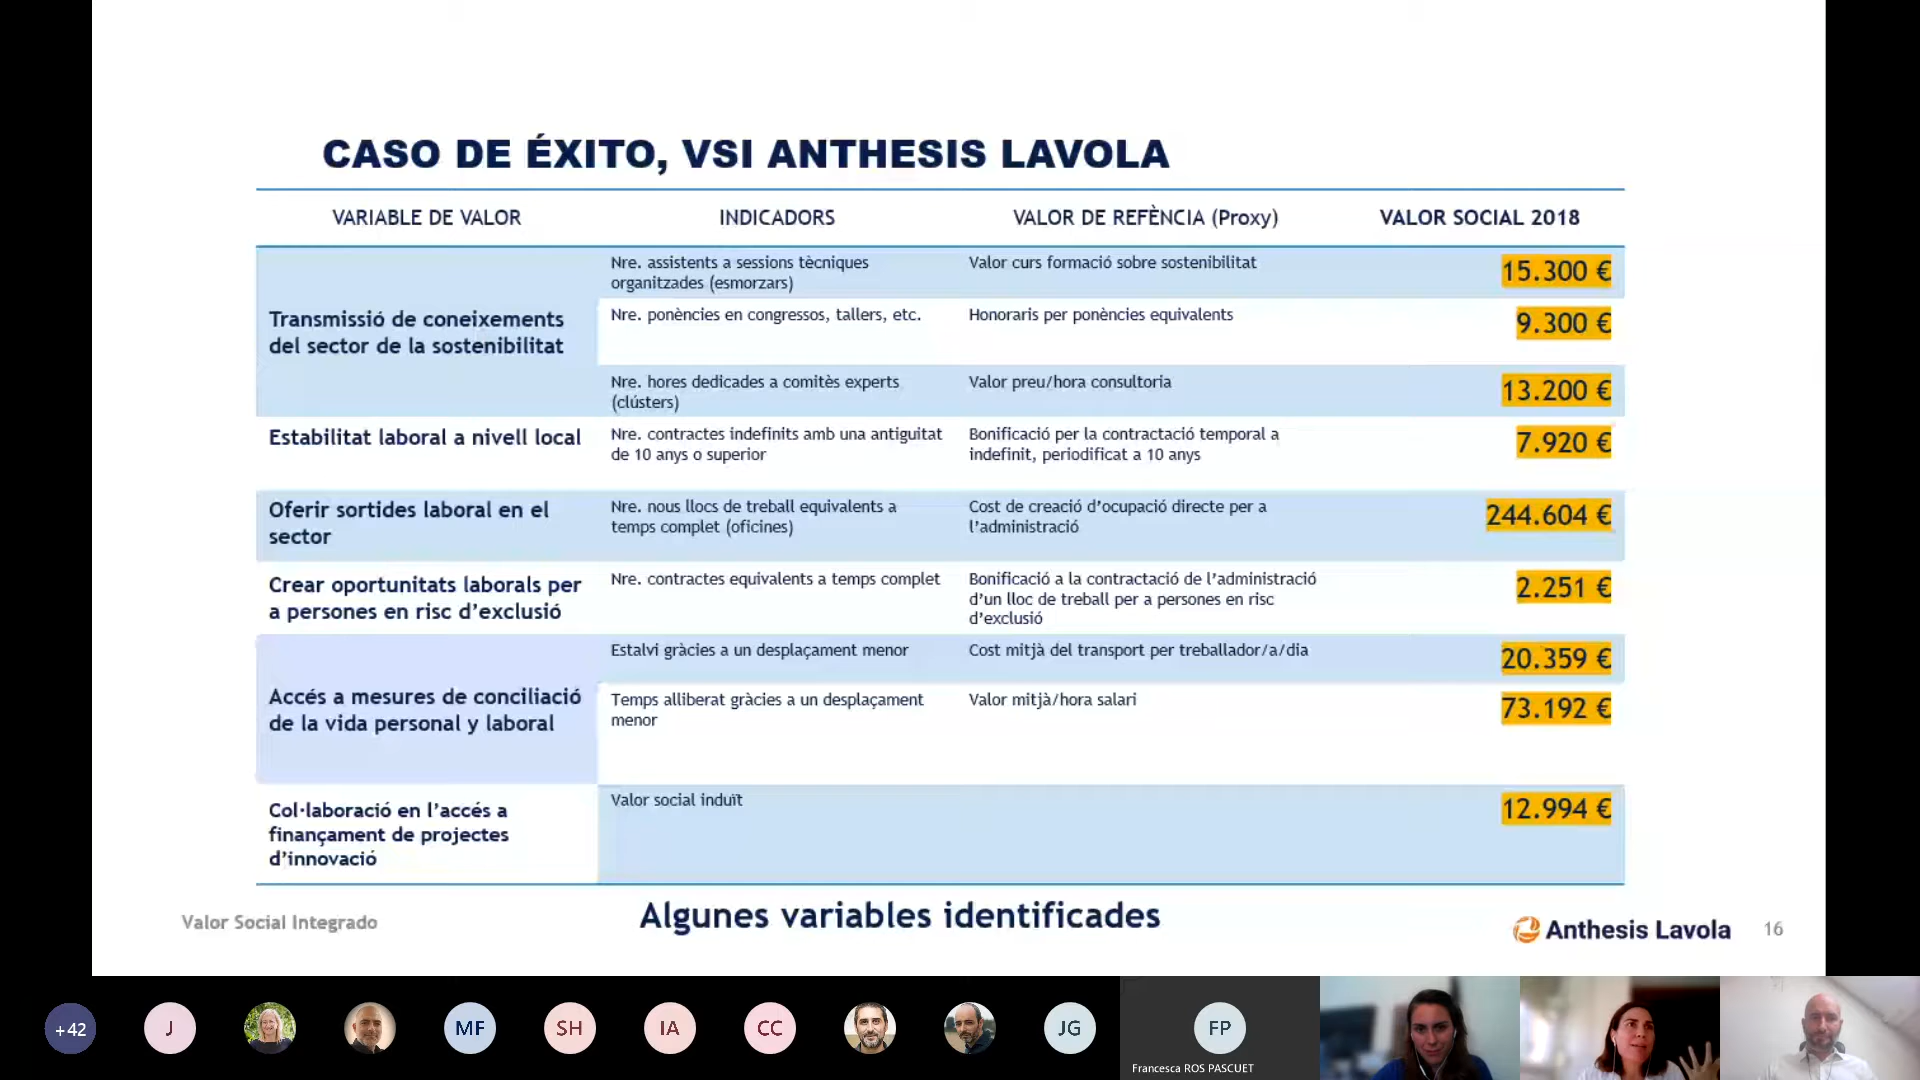 CASO DE ÉXITO, VSI ANTHESIS LAVOLA
VARIABLE DE VALOR
INDICADORS
VALOR DE REFÈNCIA (Proxy)
VALOR SOCIAL 2018
Transmissió de coneixements
del sector de la sostenibilitat
Nre. assistents a sessions tècniques
organitzades (esmorzars)
Valor curs formació sobre sostenibilitat
15.300 €
Nre. ponències en congressos, tallers, etc.
Honoraris per ponències equivalents
9.300 €
Nre. hores dedicades a comitès experts
(clústers)
Valor preu/hora consultoria
13.200 €
Estabilitat laboral a nivell local
Nre. contractes indefinits amb una antiguitat
de 10 anys o superior
Bonificació per la contractació temporal a
indefinit, periodificat a 10 anys
7.920 €
Oferir sortides laboral en el
sector
Nre. nous llocs de treball equivalents a
temps complet (oficines)
Cost de creació d'ocupació directe per a
l'administració
244.604 €
Crear oportunitats laborals per
a persones en risc d'exclusió
Nre. contractes equivalents a temps complet
Bonificació a la contractació de l'administració
d'un lloc de treball per a persones en risc
d'exclusió
2.251 €
Accés a mesures de conciliació
de la vida personal y laboral
Estalvi gràcies a un desplaçament menor
Cost mitjà del transport per treballador/a/dia
20.359 €
Temps alliberat gràcies a un desplaçament
menor
Valor mitjà/hora salari
73.192 €
Col·laboració en l'accés a
finançament de projectes
d'innovació
Valor social induït
12.994 €
Valor Social Integrado
Algunes variables identificades
Anthesis Lavola
16
+42
J
MF
SH
IA
CC
JG
FP
Francesca ROS PASCUET